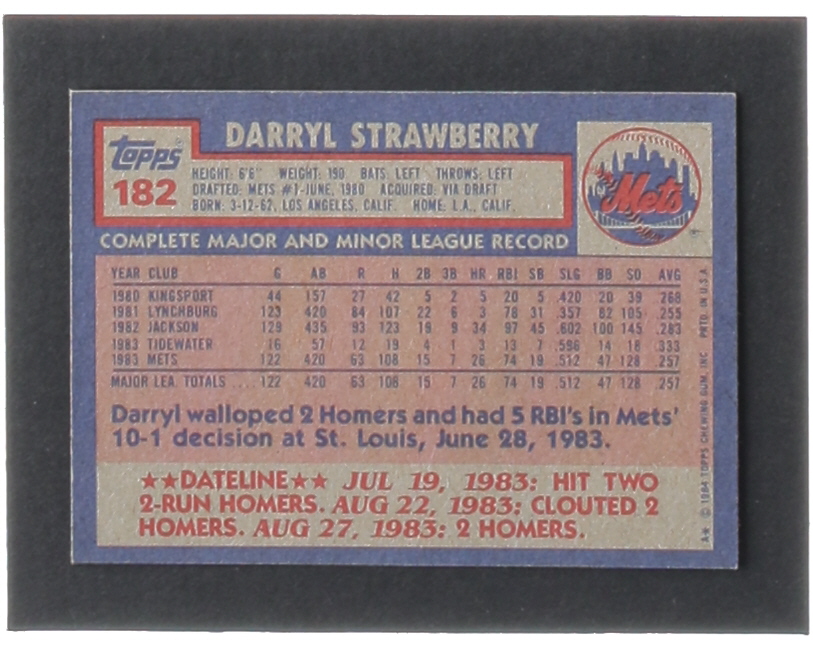 topps
182
DARRYL STRAWBERRY
HEIGHT: 6'6" WEIGHT: 190 BATS: LEFT THROWS: LEFT
DRAFTED: METS #1-JUNE, 1980 ACQUIRED: VIA DRAFT
BORN: 3-12-62, LOS ANGELES, CALIF. HOME: L.A., CALIF.
Mets
COMPLETE MAJOR AND MINOR LEAGUE RECORD
YEAR CLUB G AB R H 2B 3B HR RBI SB SLG BB SO AVG
1980 KINGSPORT 44 157 27 42 5 2 5 20 5 .420 20 39 .268
1981 LYNCHBURG 123 420 84 107 22 6 3 78 31 .357 82 105 .255
1982 JACKSON 129 435 93 123 19 9 34 97 45 .602 100 145 .283
1983 TIDEWATER 16 57 12 19 4 1 3 13 7 .596 14 18 .333
1983 METS 122 420 63 108 15 7 26 74 19 .512 47 128 .257
MAJOR LEA. TOTALS .... 122 420 63 108 15 7 26 74 19 .512 47 128 .257
Darryl walloped 2 Homers and had 5 RBI's in Mets'
10-1 decision at St. Louis, June 28, 1983.
★★DATELINE★★ JUL 19, 1983: HIT TWO
2-RUN HOMERS. AUG 22, 1983: CLOUTED 2
HOMERS. AUG 27, 1983: 2 HOMERS.
A✶ © 1984 TOPPS CHEWING GUM, INC PRTD. IN U.S.A.